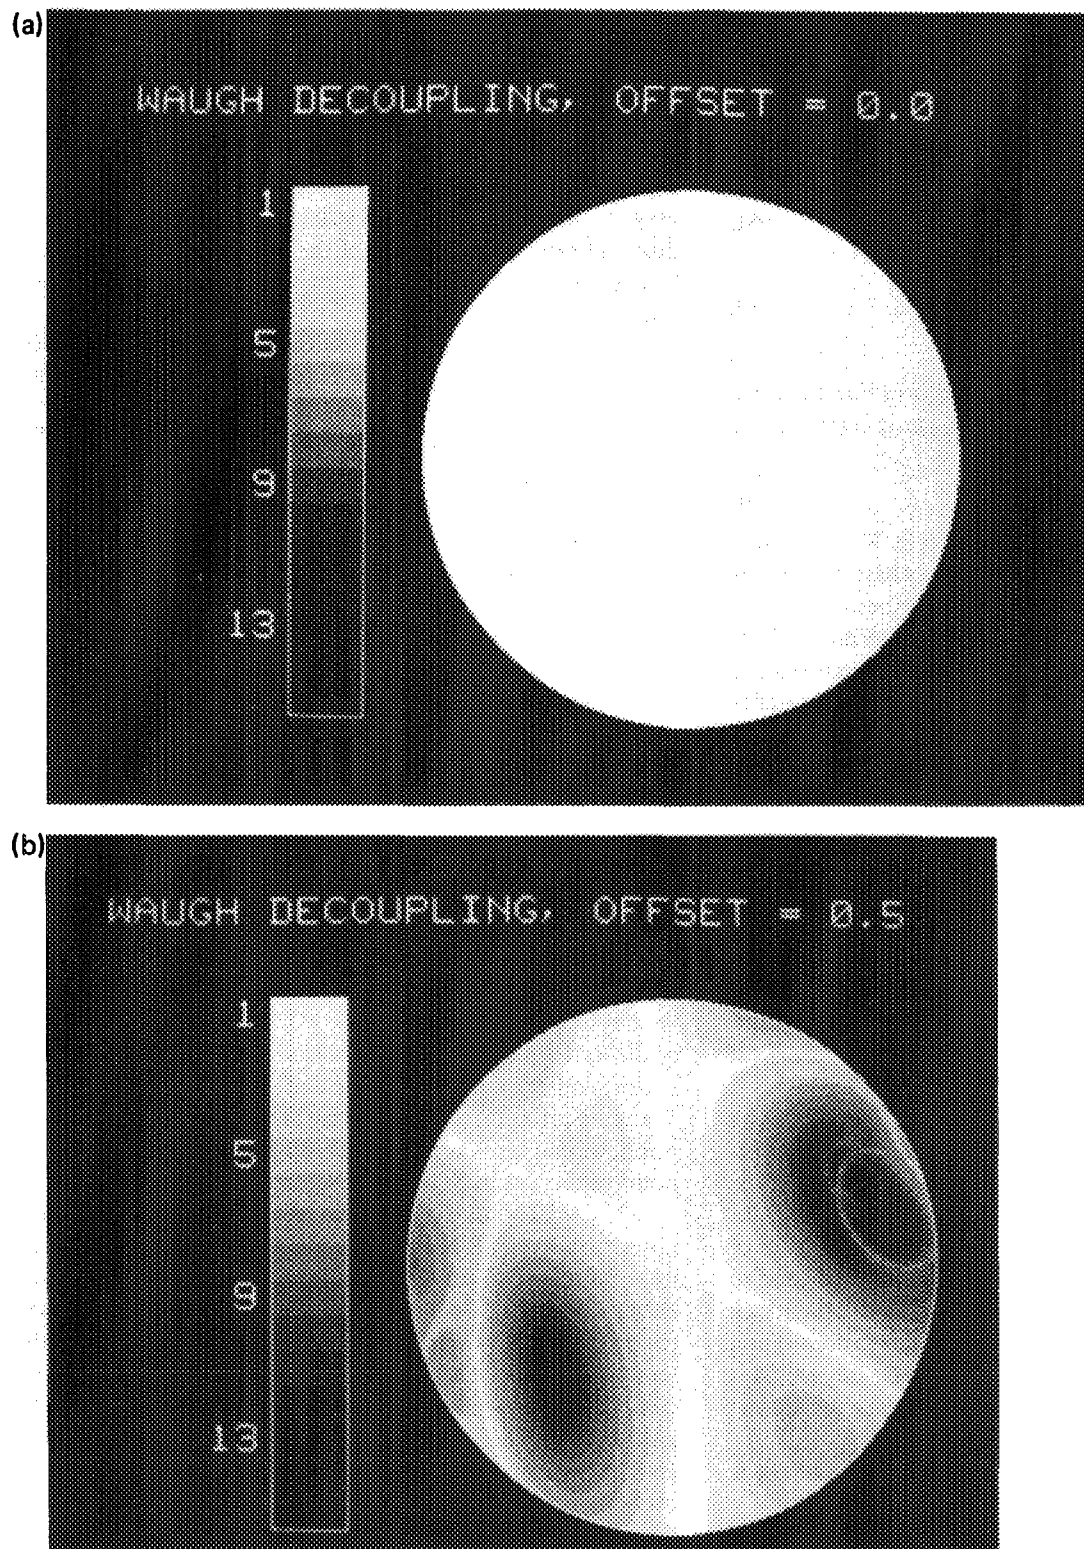 (a)
WAUGH DECOUPLING, OFFSET = 0.0
1
5
9
13
(b)
WAUGH DECOUPLING, OFFSET = 0.5
1
5
9
13